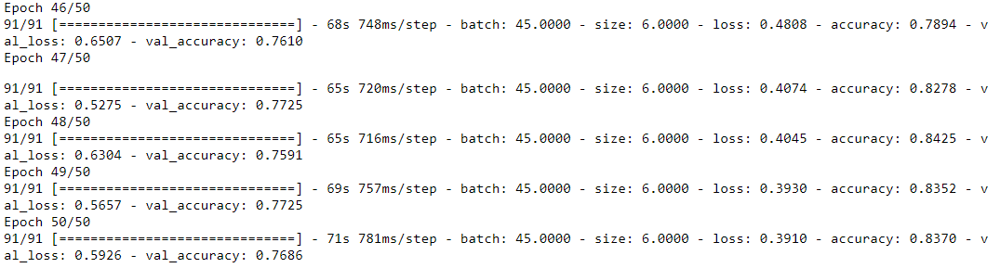 Epoch 46/50
91/91 [==============================] - 68s 748ms/step - batch: 45.0000 - size: 6.0000 - loss: 0.4808 - accuracy: 0.7894 - v
al_loss: 0.6507 - val_accuracy: 0.7610
Epoch 47/50
91/91 [==============================] - 65s 720ms/step - batch: 45.0000 - size: 6.0000 - loss: 0.4074 - accuracy: 0.8278 - v
al_loss: 0.5275 - val_accuracy: 0.7725
Epoch 48/50
91/91 [==============================] - 65s 716ms/step - batch: 45.0000 - size: 6.0000 - loss: 0.4045 - accuracy: 0.8425 - v
al_loss: 0.6304 - val_accuracy: 0.7591
Epoch 49/50
91/91 [==============================] - 69s 757ms/step - batch: 45.0000 - size: 6.0000 - loss: 0.3930 - accuracy: 0.8352 - v
al_loss: 0.5657 - val_accuracy: 0.7725
Epoch 50/50
91/91 [==============================] - 71s 781ms/step - batch: 45.0000 - size: 6.0000 - loss: 0.3910 - accuracy: 0.8370 - v
al_loss: 0.5926 - val_accuracy: 0.7686